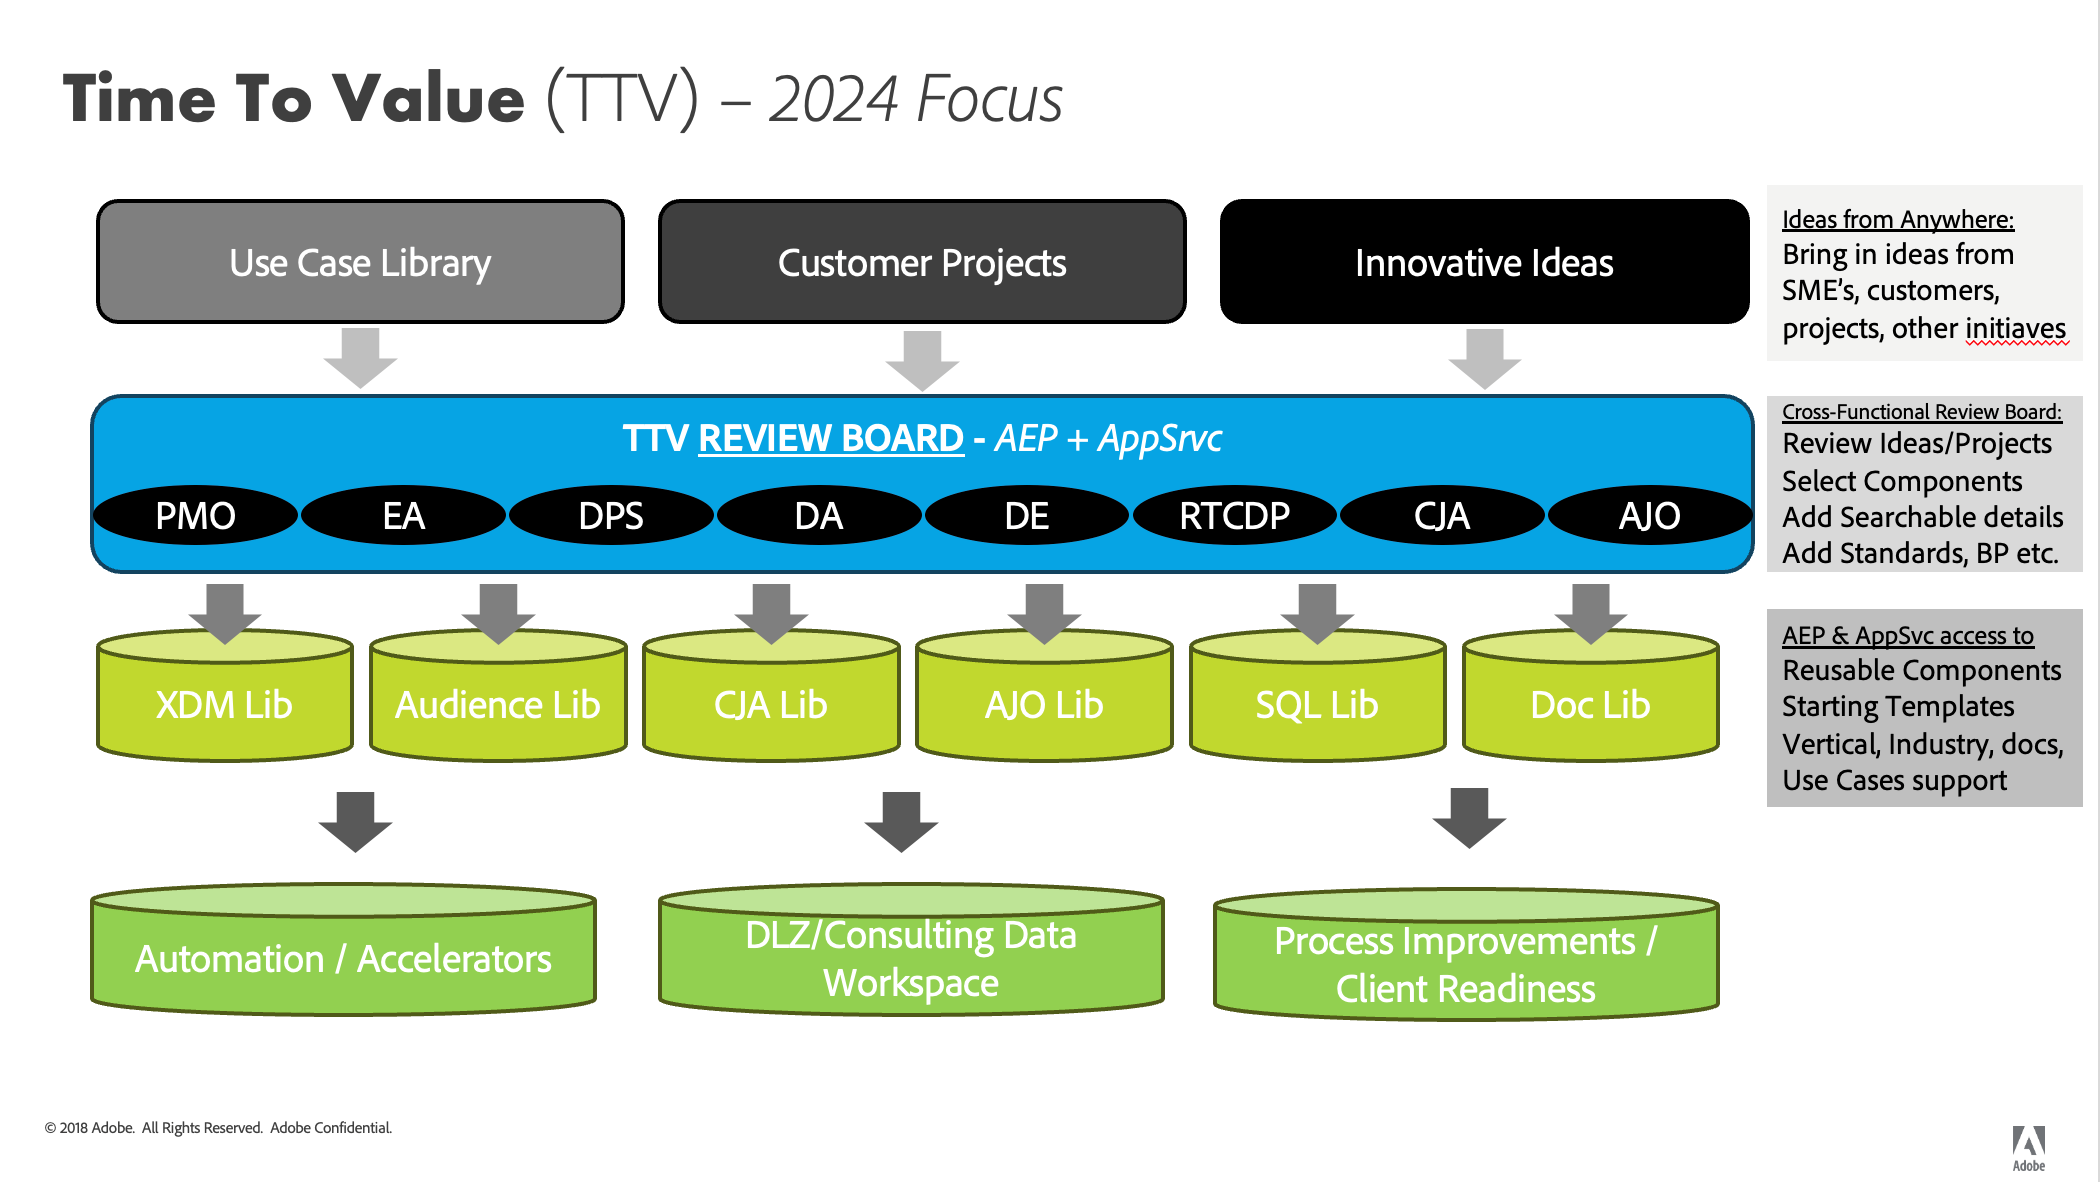 Time To Value (TTV) – 2024 Focus
Use Case Library
Customer Projects
Innovative Ideas
Ideas from Anywhere:
Bring in ideas from
SME's, customers,
projects, other initiaves
TTV REVIEW BOARD - AEP + AppSrvc
PMO
EA
DPS
DA
DE
RTCDP
CJA
AJO
Cross-Functional Review Board:
Review Ideas/Projects
Select Components
Add Searchable details
Add Standards, BP etc.
XDM Lib
Audience Lib
CJA Lib
AJO Lib
SQL Lib
Doc Lib
AEP & AppSvc access to
Reusable Components
Starting Templates
Vertical, Industry, docs,
Use Cases support
Automation / Accelerators
DLZ/Consulting Data
Workspace
Process Improvements /
Client Readiness
© 2018 Adobe. All Rights Reserved. Adobe Confidential.
Adobe